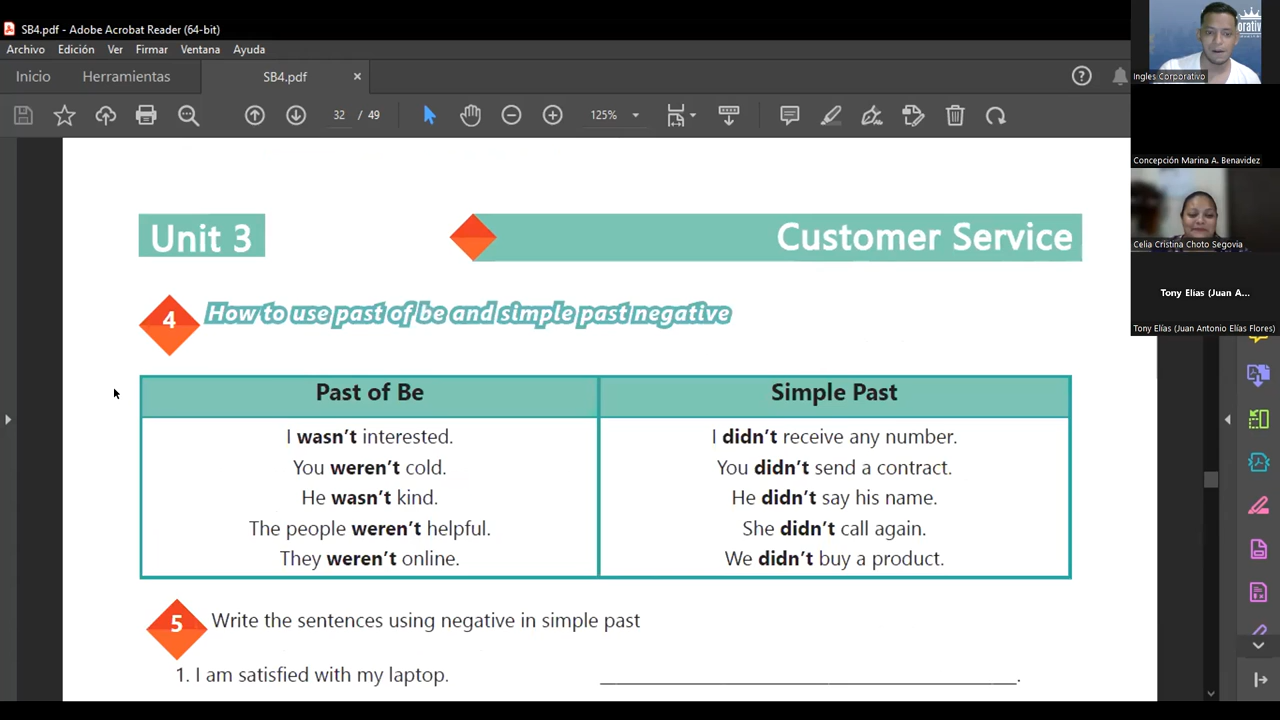 SB4.pdf - Adobe Acrobat Reader (64-bit)
Archivo Edición Ver Firmar Ventana Ayuda
Inicio Herramientas SB4.pdf ×
32 / 49 125%
Ingles Corporativo
Concepción Marina A. Benavidez
Celia Cristina Choto Segovia
Tony Elías (Juan A...
Tony Elías (Juan Antonio Elías Flores)
Unit 3
Customer Service
4 How to use past of be and simple past negative
Past of Be
I wasn't interested.
You weren't cold.
He wasn't kind.
The people weren't helpful.
They weren't online.
Simple Past
I didn't receive any number.
You didn't send a contract.
He didn't say his name.
She didn't call again.
We didn't buy a product.
5 Write the sentences using negative in simple past
1. I am satisfied with my laptop. ______________________.